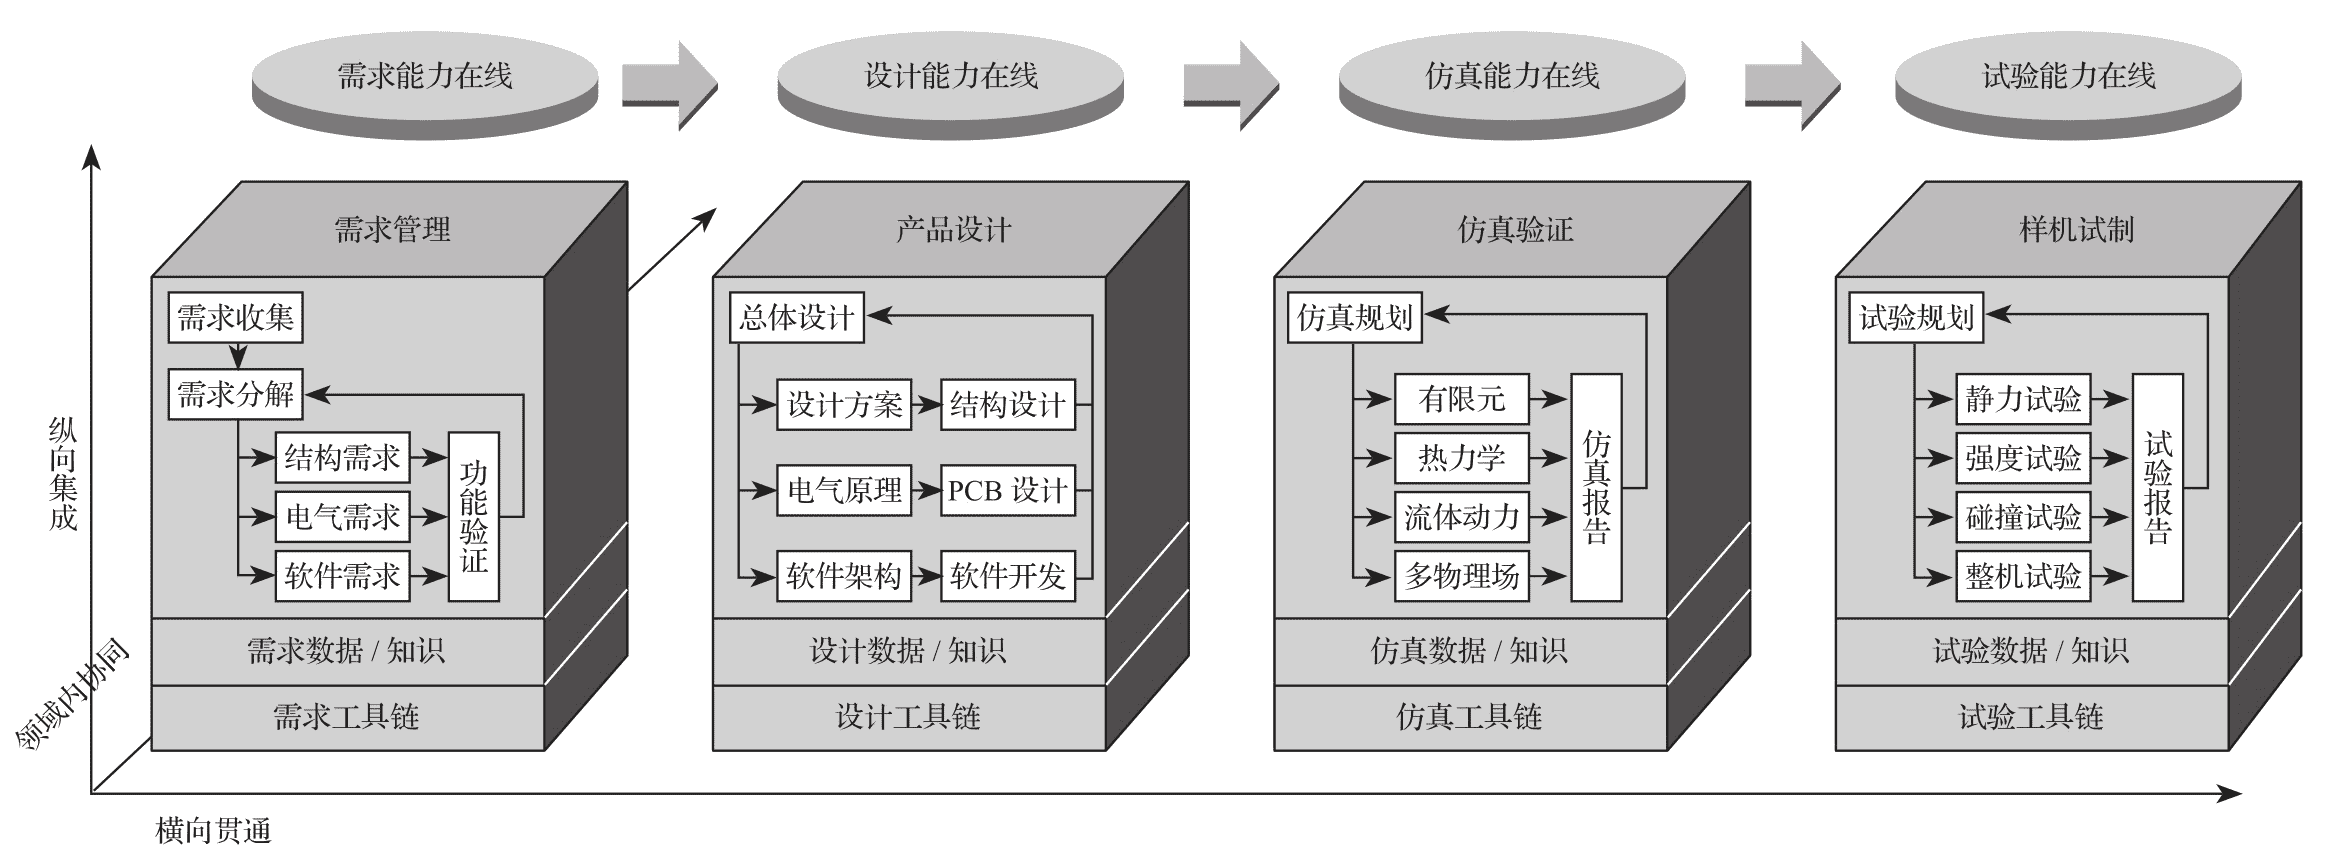 需求能力在线
设计能力在线
仿真能力在线
试验能力在线
需求管理
产品设计
仿真验证
样机试制
需求收集
需求分解
结构需求
电气需求
软件需求
功能验证
总体设计
设计方案
结构设计
电气原理
PCB 设计
软件架构
软件开发
仿真规划
有限元
热力学
流体动力
多物理场
仿真报告
试验规划
静力试验
强度试验
碰撞试验
整机试验
试验报告
需求数据 / 知识
设计数据 / 知识
仿真数据 / 知识
试验数据 / 知识
需求工具链
设计工具链
仿真工具链
试验工具链
纵向集成
领域内协同
横向贯通